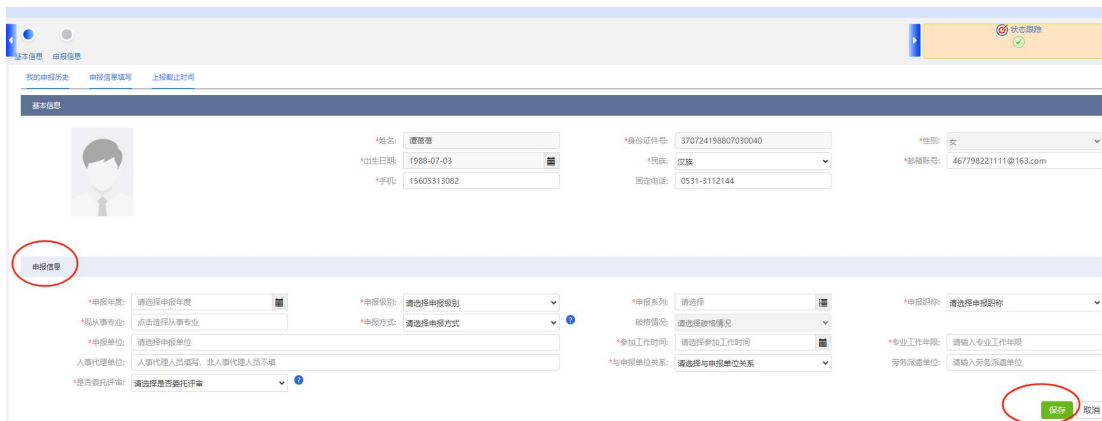 状态跟踪
基本信息 申报信息
我的申报历史 申报信息填写 上报截止时间
基本信息
*姓名: 谭蓓蓓 *身份证件号: 370724198807030040 *性别: 女
*出生日期: 1988-07-03 *民族: 汉族 *邮箱账号: 467798221111@163.com
*手机: 15605313082 固定电话: 0531-3112144
申报信息
*申报年度: 请选择申报年度 *申报级别: 请选择申报级别 *申报系列: 请选择 *申报职称: 请选择申报职称
*现从事专业: 点击选择从事专业 *申报方式: 请选择申报方式 破格情况: 请选择破格情况
*申报单位: 请选择申报单位 *参加工作时间: 请选择参加工作时间 *专业工作年限: 请输入专业工作年限
人事代理单位: 人事代理人员填写，非人事代理人员不填 *与申报单位关系: 请选择与申报单位关系 劳务派遣单位: 请输入劳务派遣单位
*是否委托评审: 请选择是否委托评审
保存 取消